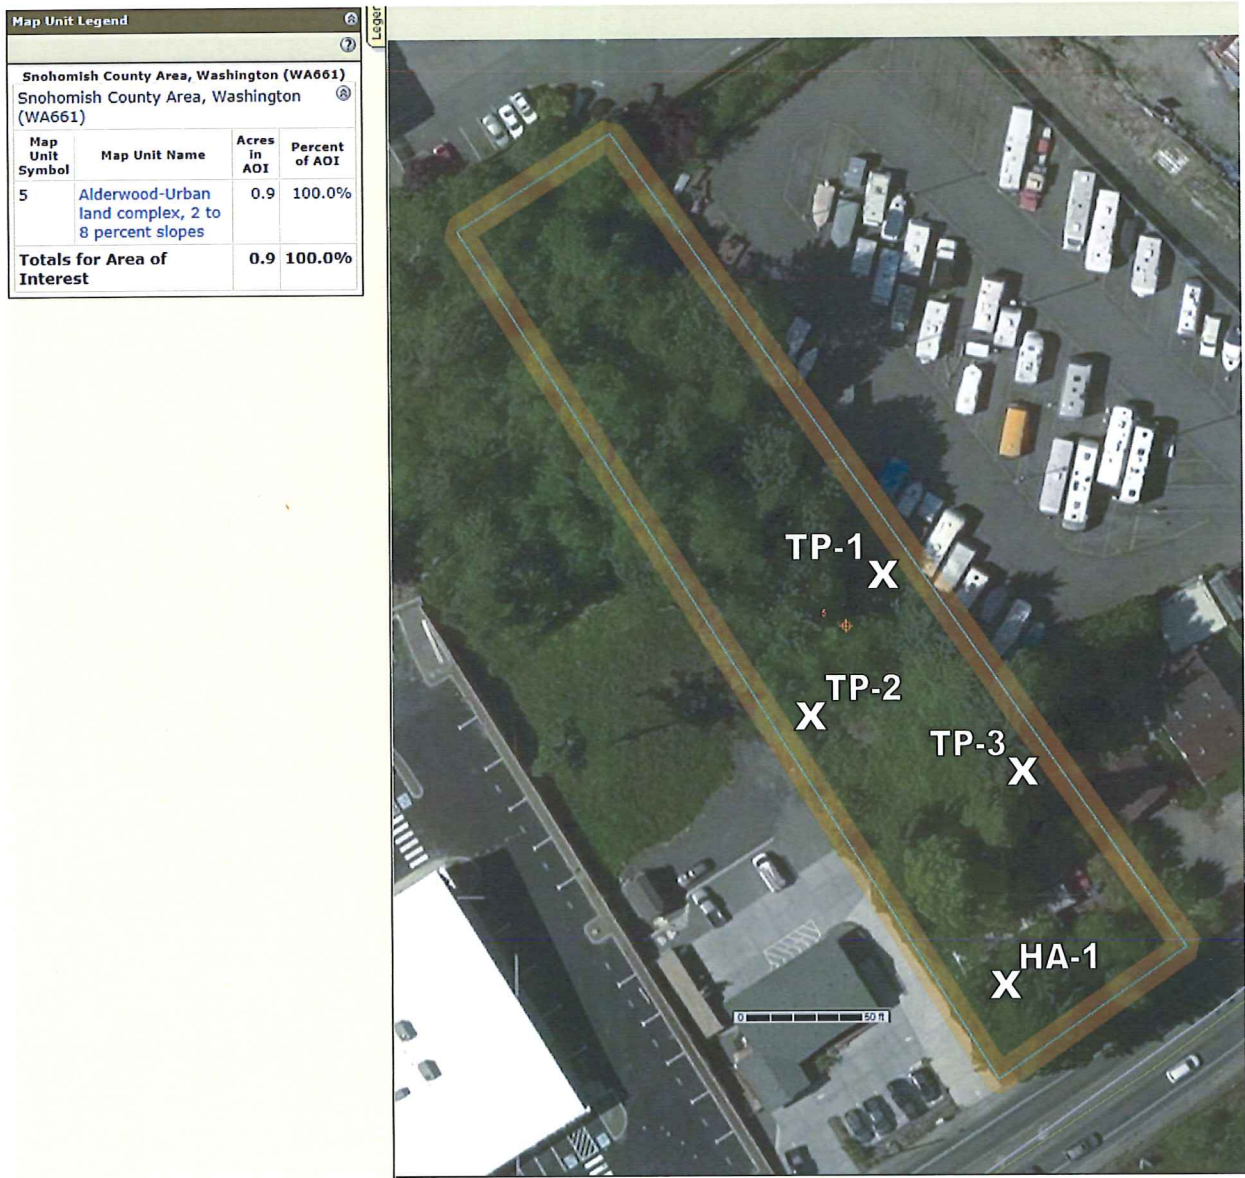 Map Unit Legend
Snohomish County Area, Washington (WA661)
Snohomish County Area, Washington
(WA661)
Map
Unit
Symbol
Map Unit Name
Acres
in
AOI
Percent
of AOI
5
Alderwood-Urban
land complex, 2 to
8 percent slopes
0.9
100.0%
Totals for Area of
Interest
0.9
100.0%
?
TP-1
X
5
TP-2
X
TP-3
X
HA-1
X
0
50 ft